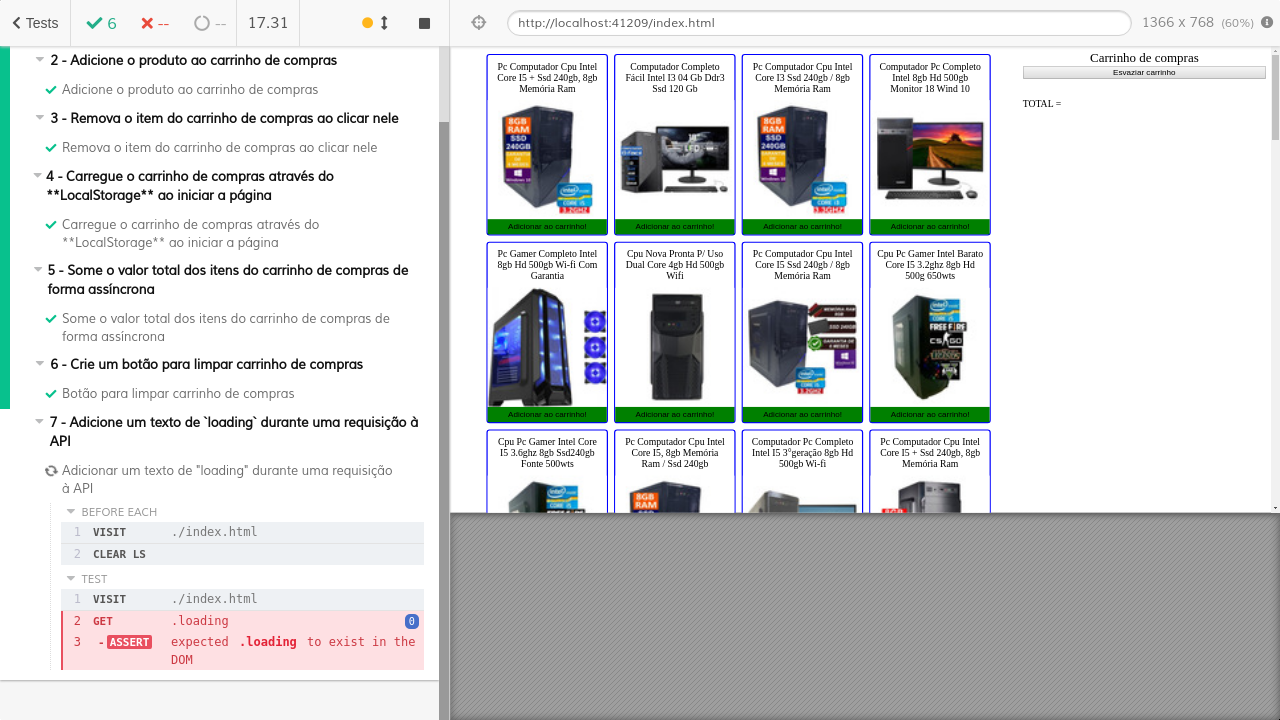 Tests
6
--
--
17.31
http://localhost:41209/index.html
1366 x 768 (60%)
2 - Adicione o produto ao carrinho de compras
Adicione o produto ao carrinho de compras
3 - Remova o item do carrinho de compras ao clicar nele
Remova o item do carrinho de compras ao clicar nele
4 - Carregue o carrinho de compras através do
**LocalStorage** ao iniciar a página
Carregue o carrinho de compras através do
**LocalStorage** ao iniciar a página
5 - Some o valor total dos itens do carrinho de compras de
forma assíncrona
Some o valor total dos itens do carrinho de compras de
forma assíncrona
6 - Crie um botão para limpar carrinho de compras
Botão para limpar carrinho de compras
7 - Adicione um texto de `loading` durante uma requisição à
API
Adicionar um texto de "loading" durante uma requisição
à API
BEFORE EACH
1 VISIT ./index.html
2 CLEAR LS
TEST
1 VISIT ./index.html
2 GET .loading 0
3 -ASSERT expected .loading to exist in the
DOM
Pc Computador Cpu Intel
Core I5 + Ssd 240gb, 8gb
Memória Ram
Adicionar ao carrinho!
Computador Completo
Fácil Intel I3 04 Gb Ddr3
Ssd 120 Gb
Adicionar ao carrinho!
Pc Computador Cpu Intel
Core I3 Ssd 240gb / 8gb
Memória Ram
Adicionar ao carrinho!
Computador Pc Completo
Intel 8gb Hd 500gb
Monitor 18 Wind 10
Adicionar ao carrinho!
Carrinho de compras
Esvaziar carrinho
TOTAL =
Pc Gamer Completo Intel
8gb Hd 500gb Wi-fi Com
Garantia
Adicionar ao carrinho!
Cpu Nova Pronta P/ Uso
Dual Core 4gb Hd 500gb
Wifi
Adicionar ao carrinho!
Pc Computador Cpu Intel
Core I5 Ssd 240gb / 8gb
Memória Ram
Adicionar ao carrinho!
Cpu Pc Gamer Intel Barato
Core I5 3.2ghz 8gb Hd
500g 650wts
Adicionar ao carrinho!
Cpu Pc Gamer Intel Core
I5 3.6ghz 8gb Ssd240gb
Fonte 500wts
Pc Computador Cpu Intel
Core I5, 8gb Memória
Ram / Ssd 240gb
Computador Pc Completo
Intel I5 3°geração 8gb Hd
500gb Wi-fi
Pc Computador Cpu Intel
Core I5 + Ssd 240gb, 8gb
Memória Ram